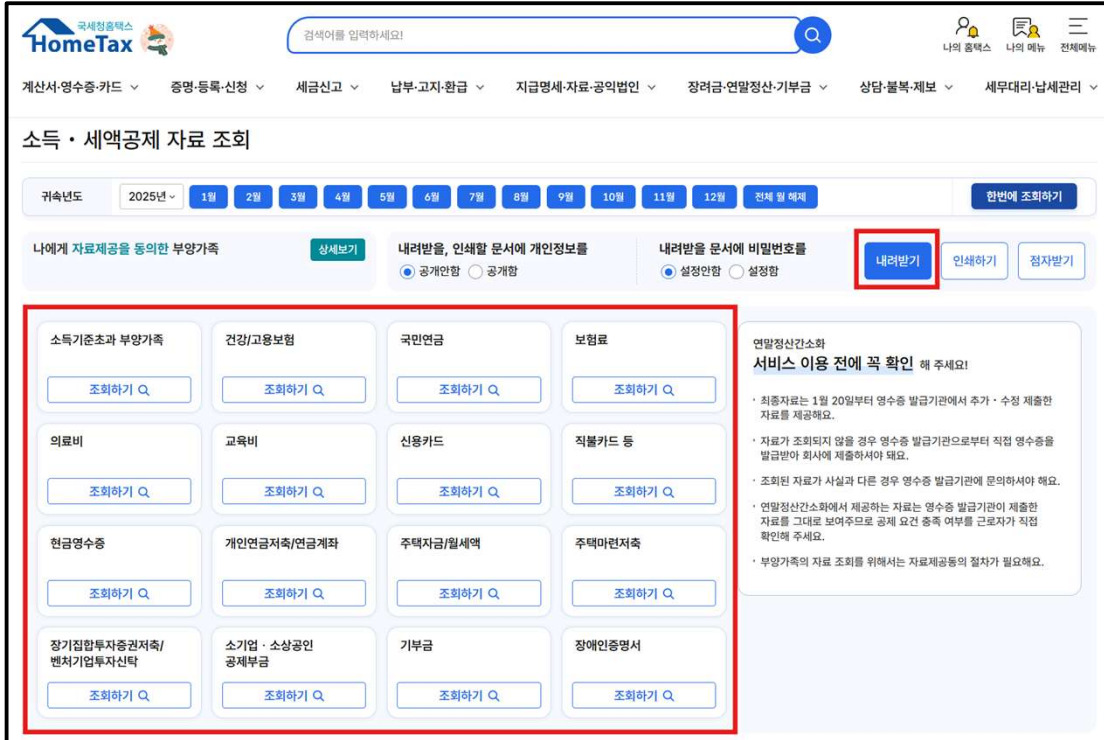 국세청홈택스
HomeTax
검색어를 입력하세요!
나의 홈택스 나의 메뉴 전체메뉴
계산서·영수증·카드 증명·등록·신청 세금신고 납부·고지·환급 지급명세·자료·공익법인 장려금·연말정산·기부금 상담·불복·제보 세무대리·납세관리
소득・세액공제 자료 조회
귀속년도 2025년 1월 2월 3월 4월 5월 6월 7월 8월 9월 10월 11월 12월 전체 월 해제 한번에 조회하기
나에게 자료제공을 동의한 부양가족 상세보기
내려받을, 인쇄할 문서에 개인정보를
공개안함 공개함
내려받을 문서에 비밀번호를
설정안함 설정함
내려받기 인쇄하기 점자받기
소득기준초과 부양가족 건강/고용보험 국민연금 보험료
조회하기 조회하기 조회하기 조회하기
의료비 교육비 신용카드 직불카드 등
조회하기 조회하기 조회하기 조회하기
현금영수증 개인연금저축/연금계좌 주택자금/월세액 주택마련저축
조회하기 조회하기 조회하기 조회하기
장기집합투자증권저축/
벤처기업투자신탁
소기업・소상공인
공제부금
기부금 장애인증명서
조회하기 조회하기 조회하기 조회하기
연말정산간소화
서비스 이용 전에 꼭 확인 해 주세요!
· 최종자료는 1월 20일부터 영수증 발급기관에서 추가・수정 제출한
자료를 제공해요.
· 자료가 조회되지 않을 경우 영수증 발급기관으로부터 직접 영수증을
발급받아 회사에 제출하셔야 돼요.
· 조회된 자료가 사실과 다른 경우 영수증 발급기관에 문의하셔야 해요.
· 연말정산간소화에서 제공하는 자료는 영수증 발급기관이 제출한
자료를 그대로 보여주므로 공제 요건 충족 여부를 근로자가 직접
확인해 주세요.
· 부양가족의 자료 조회를 위해서는 자료제공동의 절차가 필요해요.